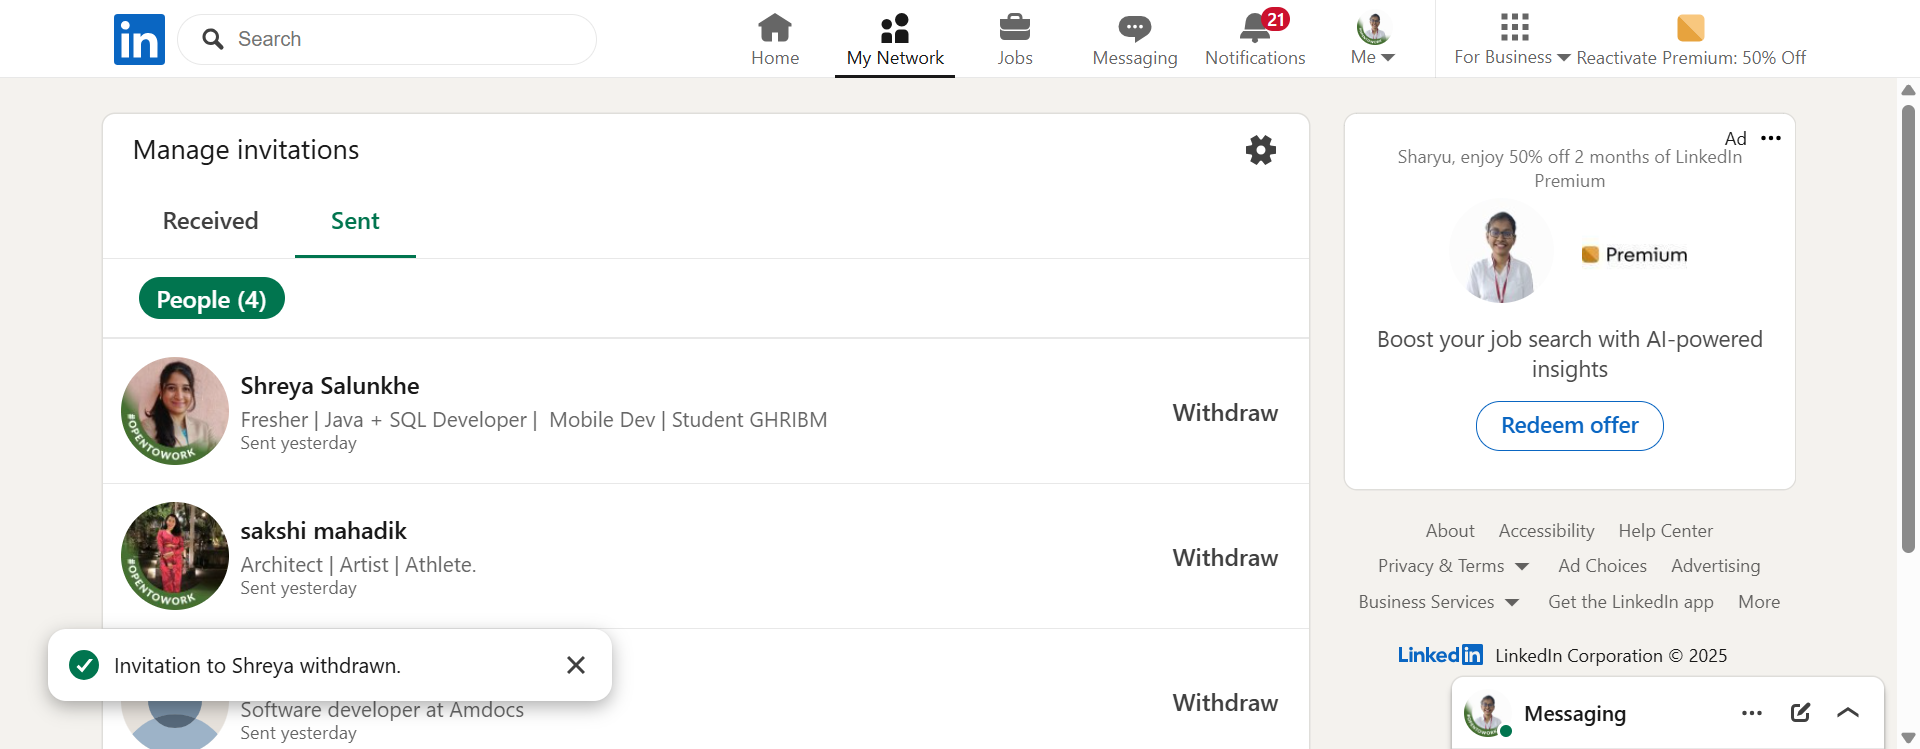 in
Search
Home
My Network
Jobs
Messaging
21
Notifications
Me
For Business
Reactivate Premium: 50% Off
Manage invitations
Received
Sent
People (4)
Shreya Salunkhe
Fresher | Java + SQL Developer | Mobile Dev | Student GHRIBM
Sent yesterday
#OPENTOWORK
Withdraw
sakshi mahadik
Architect | Artist | Athlete.
Sent yesterday
#OPENTOWORK
Withdraw
Invitation to Shreya withdrawn.
Software developer at Amdocs
Sent yesterday
Withdraw
Ad
Sharyu, enjoy 50% off 2 months of LinkedIn
Premium
Premium
Boost your job search with AI-powered
insights
Redeem offer
About Accessibility Help Center
Privacy & Terms Ad Choices Advertising
Business Services Get the LinkedIn app More
LinkedIn LinkedIn Corporation © 2025
Messaging